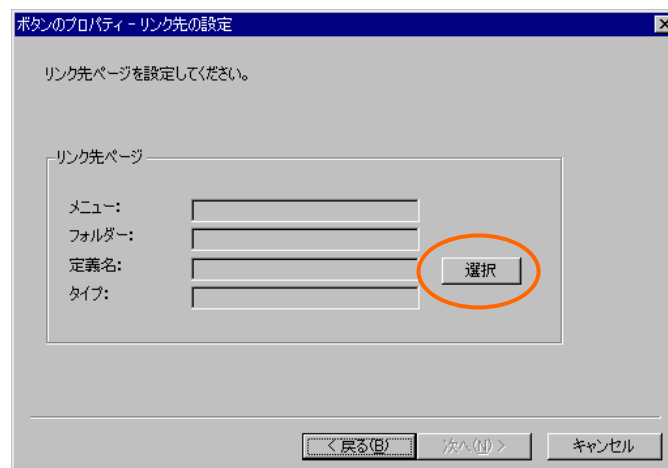 ボタンのプロパティ - リンク先の設定
リンク先ページを設定してください。
リンク先ページ
メニュー:
フォルダー:
定義名:
選択
タイプ:
< 戻る(B)
次へ(N) >
キャンセル